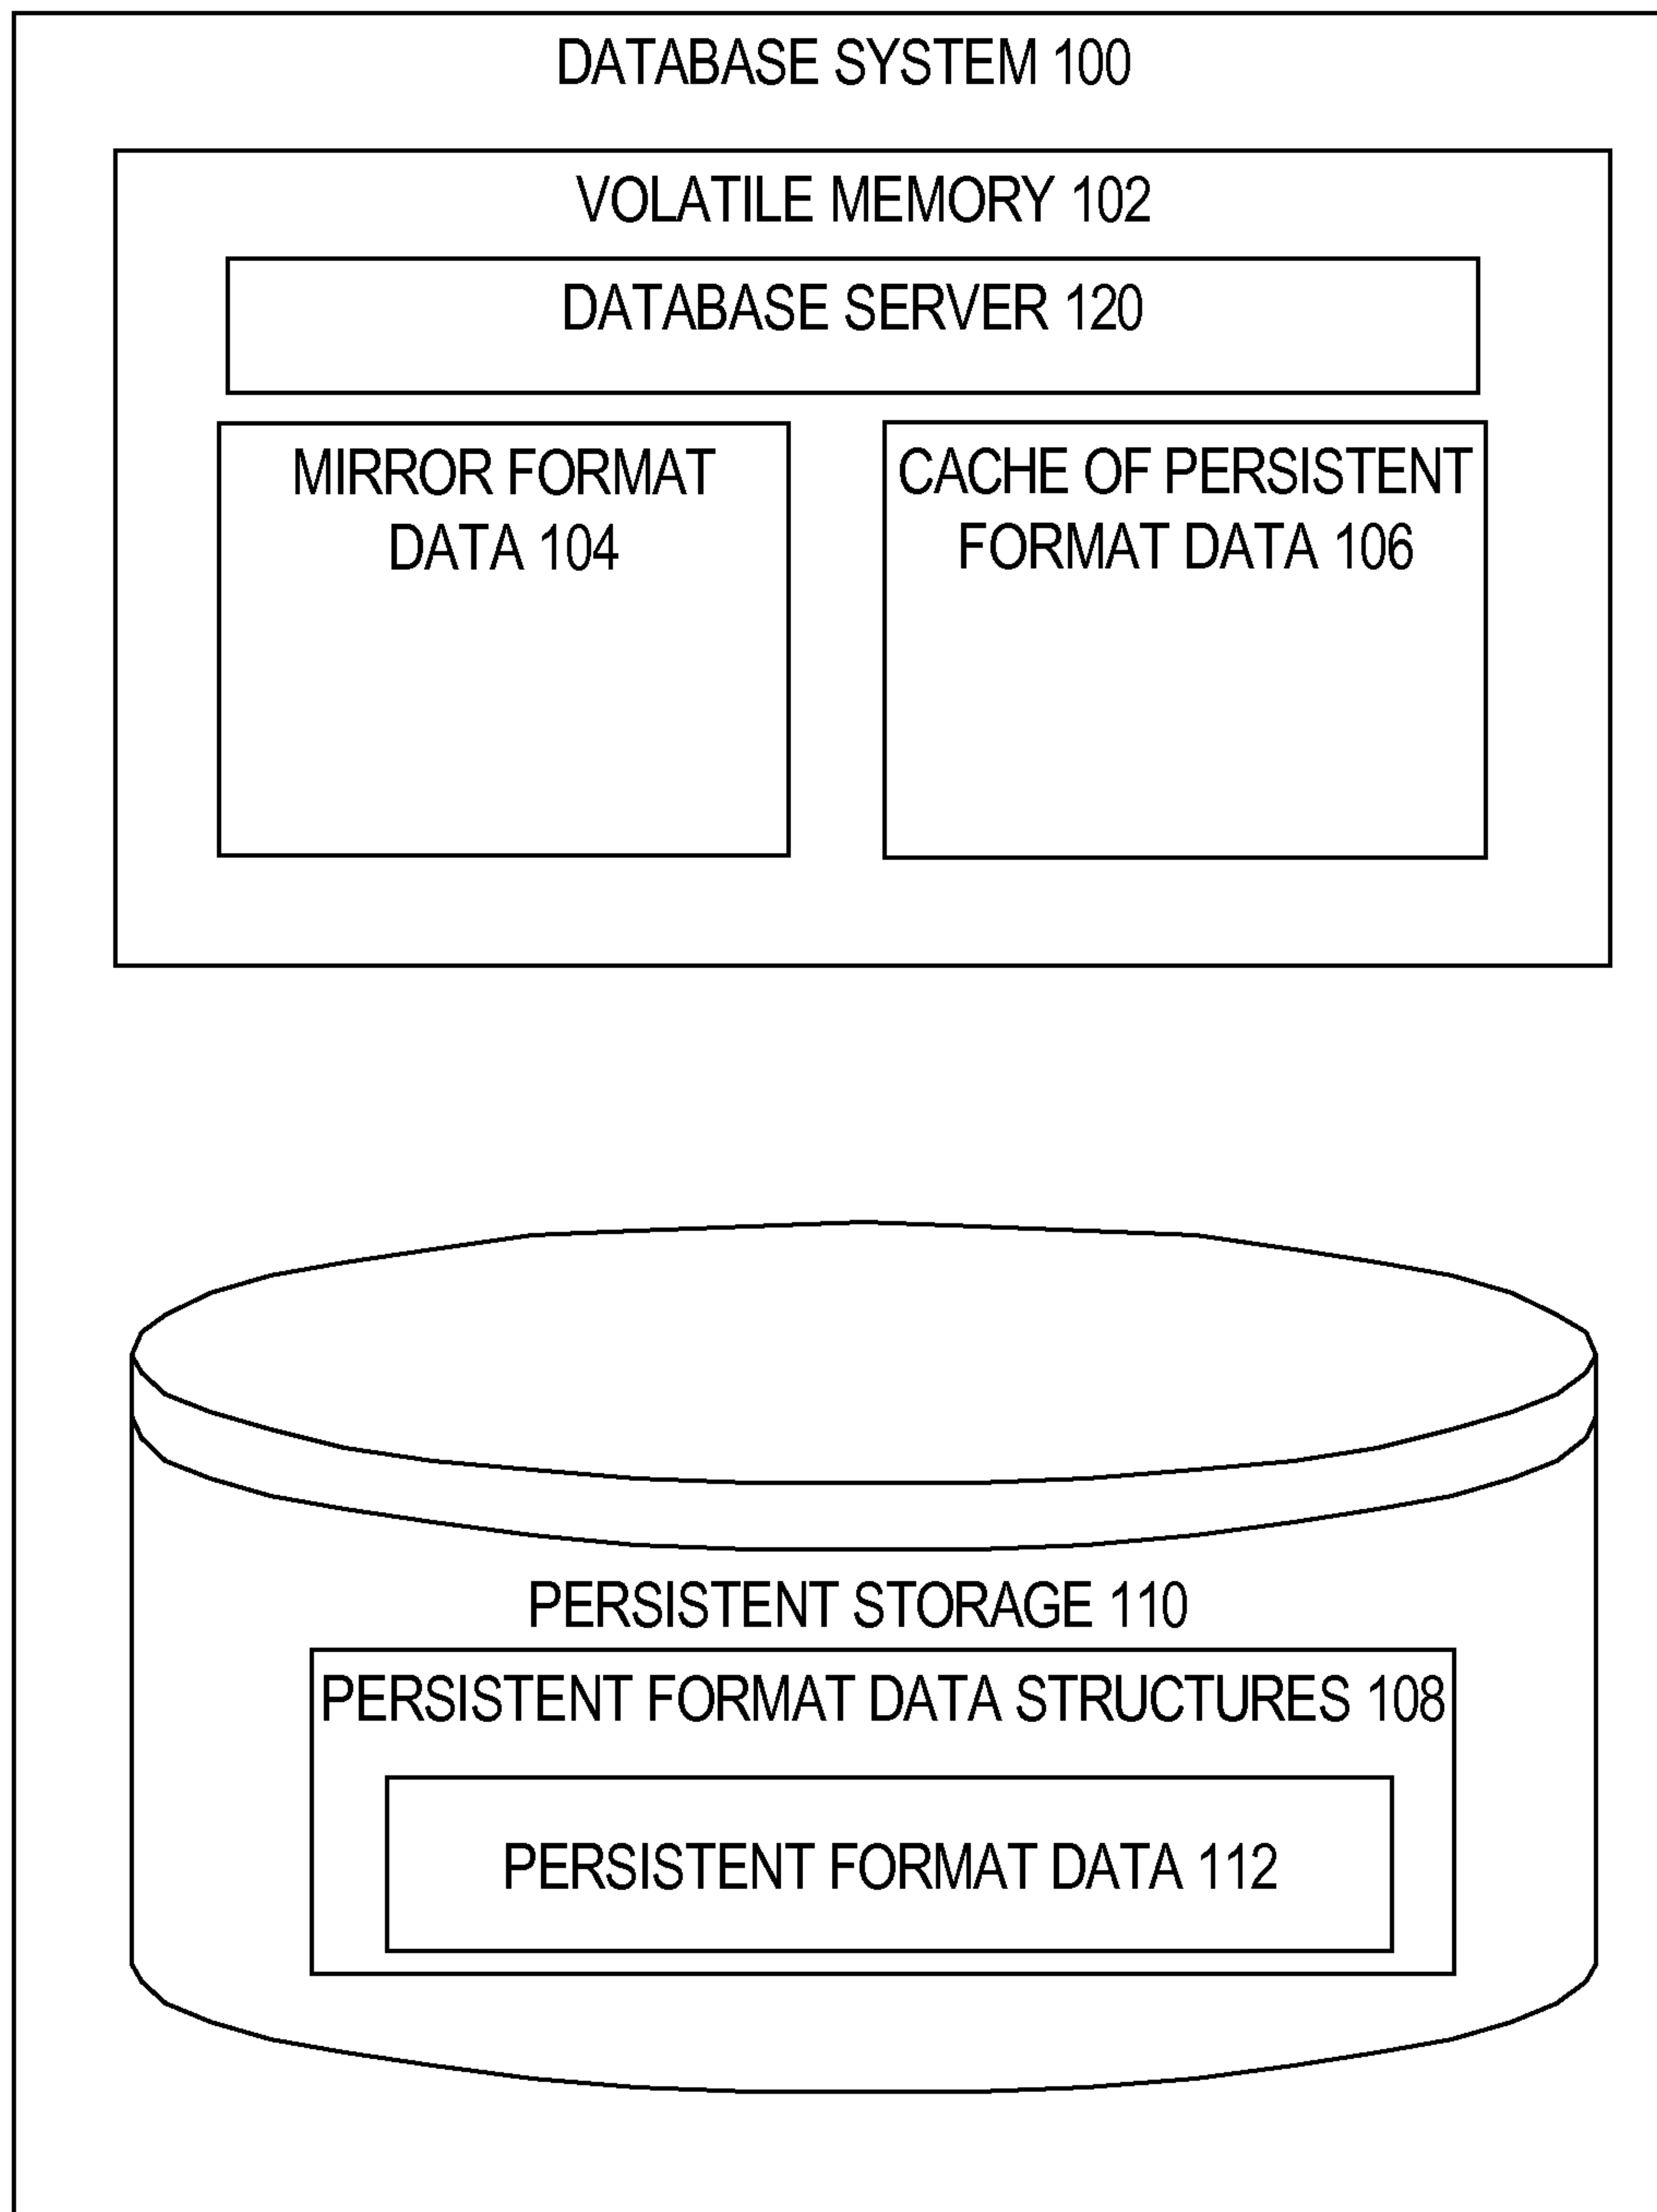 DATABASE SYSTEM 100
VOLATILE MEMORY 102
DATABASE SERVER 120
MIRROR FORMAT
DATA 104
CACHE OF PERSISTENT
FORMAT DATA 106
PERSISTENT STORAGE 110
PERSISTENT FORMAT DATA STRUCTURES 108
PERSISTENT FORMAT DATA 112